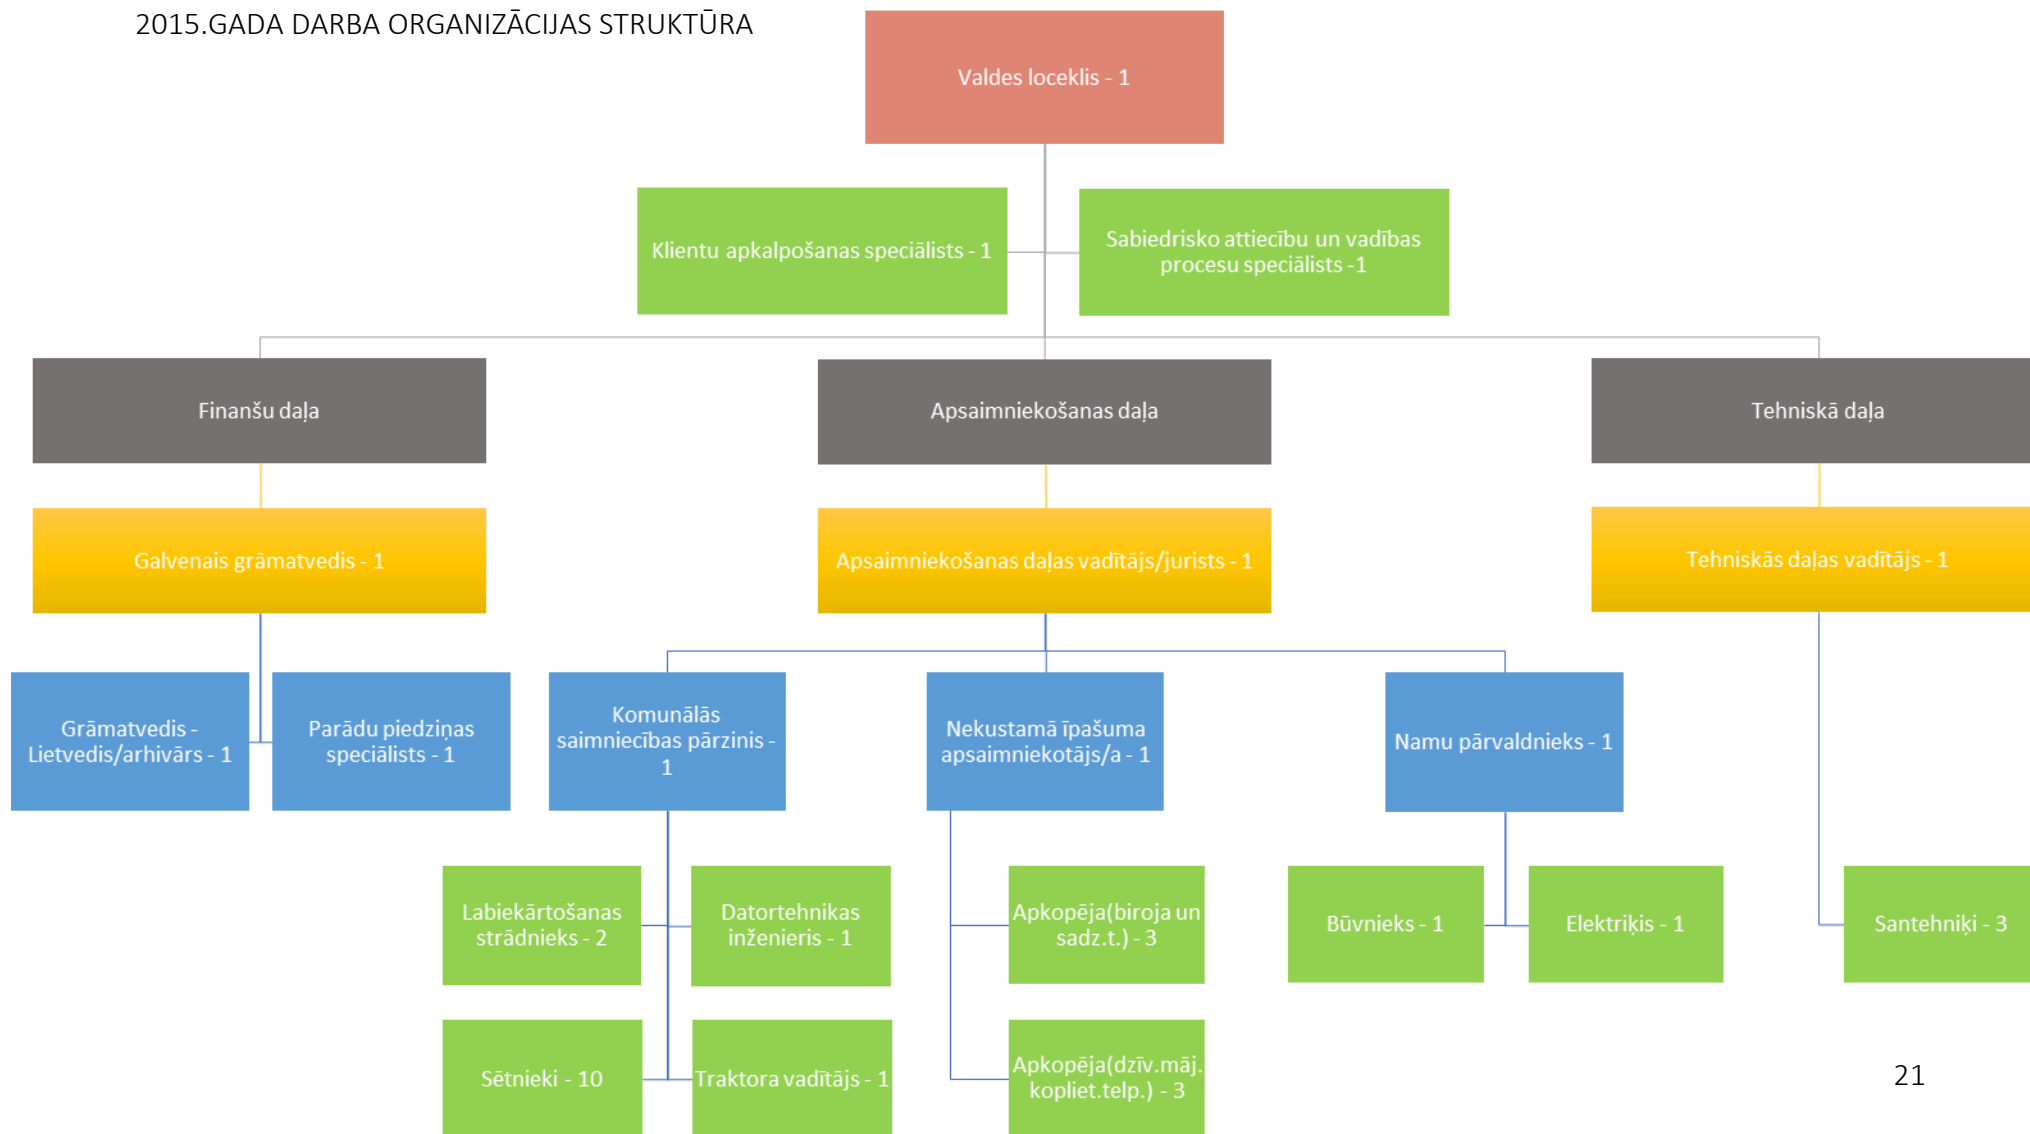 2015.GADA DARBA ORGANIZĀCIJAS STRUKTŪRA
Valdes loceklis - 1
Klientu apkalpošanas speciālists - 1
Sabiedrisko attiecību un vadības
procesu speciālists -1
Finanšu daļa
Apsaimniekošanas daļa
Tehniskā daļa
Galvenais grāmatvedis - 1
Apsaimniekošanas daļas vadītājs/jurists - 1
Tehniskās daļas vadītājs - 1
Grāmatvedis -
Lietvedis/arhivārs - 1
Parādu piedziņas
speciālists - 1
Komunālās
saimniecības pārzinis -
1
Nekustamā īpašuma
apsaimniekotājs/a - 1
Namu pārvaldnieks - 1
Labiekārtošanas
strādnieks - 2
Datortehnikas
inženieris - 1
Apkopēja(biroja un
sadz.t.) - 3
Būvnieks - 1
Elektriķis - 1
Santehniķi - 3
Sētnieki - 10
Traktora vadītājs - 1
Apkopēja(dzīv.māj.
kopliet.telp.) - 3
21